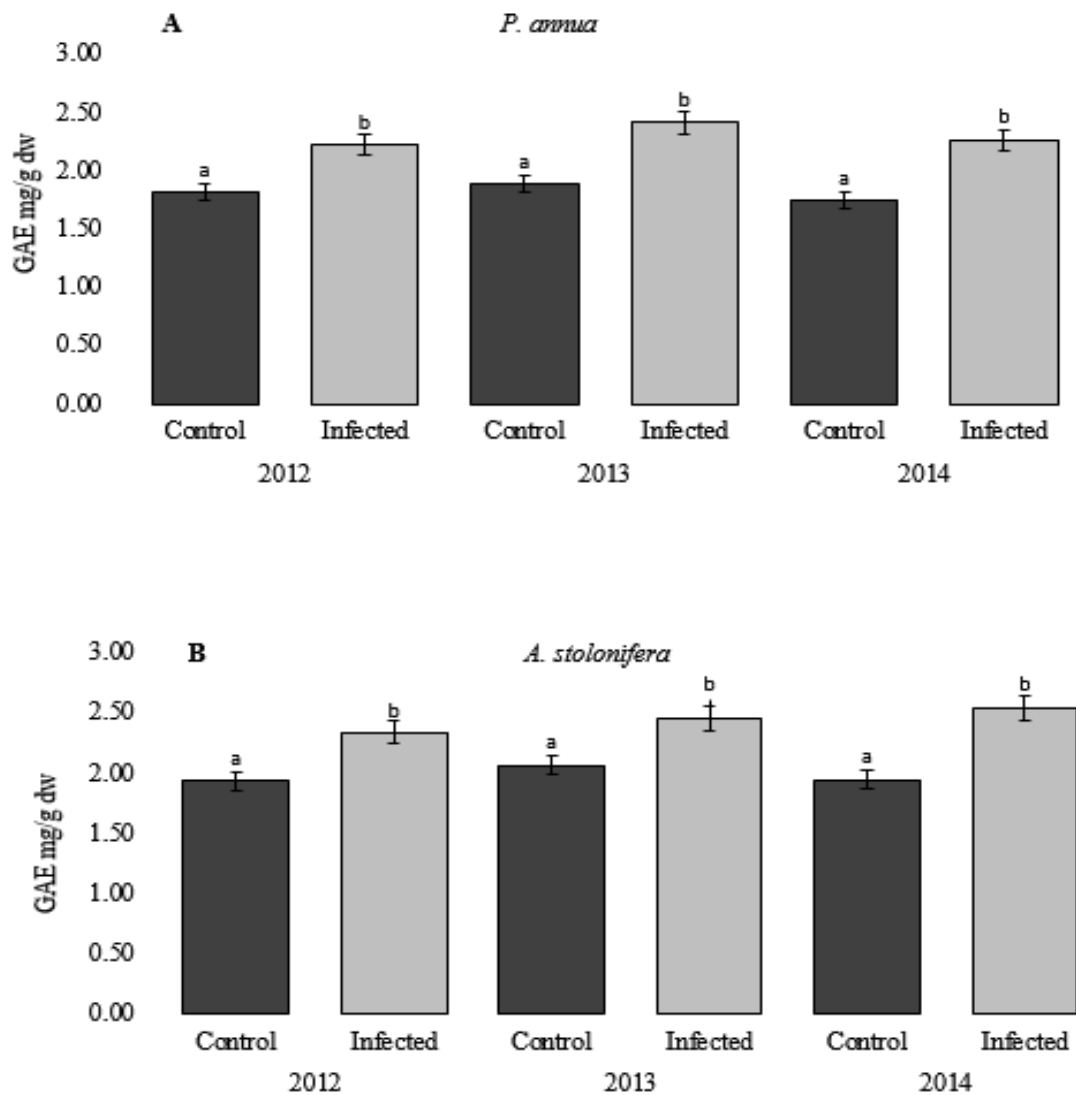 A P. annua
3.00
2.50
2.00
1.50
1.00
0.50
0.00
GAE mg/g dw
a b a b a b
Control Infected Control Infected Control Infected
2012 2013 2014
B A. stolonifera
3.00
2.50
2.00
1.50
1.00
0.50
0.00
GAE mg/g dw
a b a b a b
Control Infected Control Infected Control Infected
2012 2013 2014